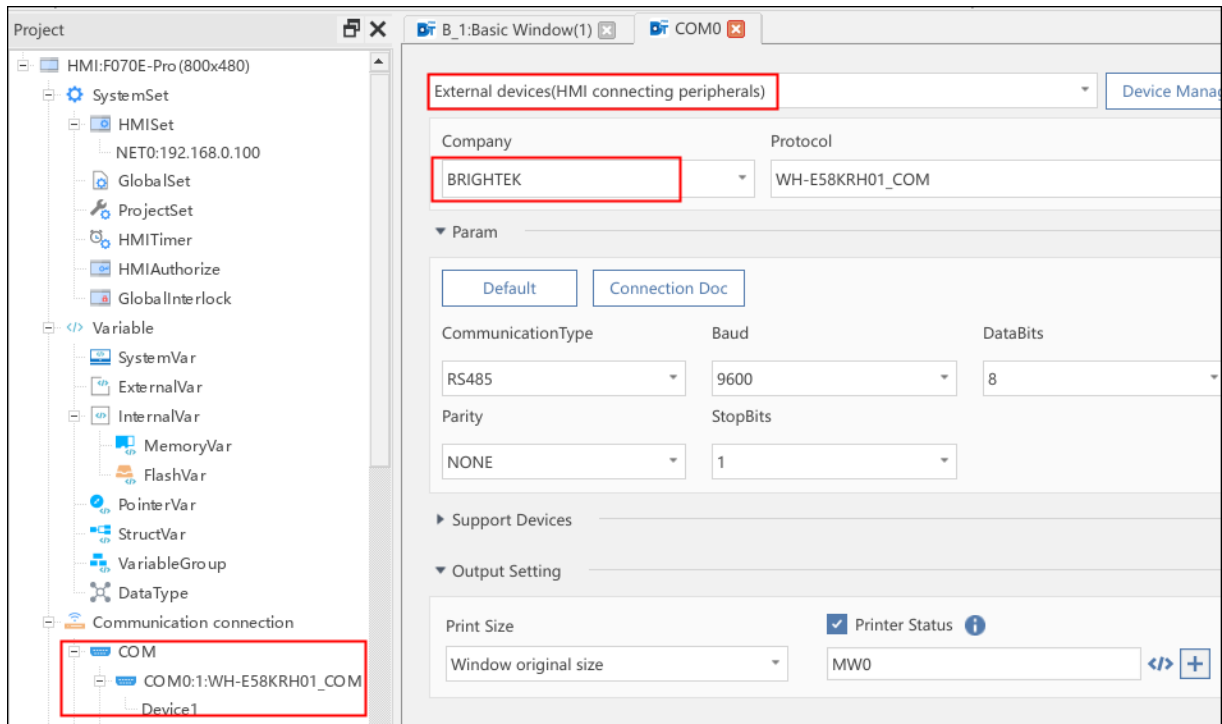 Project
HMI:F070E-Pro(800x480)
SystemSet
HMISet
NET0:192.168.0.100
GlobalSet
ProjectSet
HMITimer
HMIAuthorize
GlobalInterlock
Variable
SystemVar
ExternalVar
InternalVar
MemoryVar
FlashVar
PointerVar
StructVar
VariableGroup
DataType
Communication connection
COM
COM0:1:WH-E58KRH01_COM
Device1
B_1:Basic Window(1) COM0
External devices(HMI connecting peripherals) Device
Company Protocol
BRIGHTEK WH-E58KRH01_COM
Param
Default Connection Doc
CommunicationType Baud DataBits
RS485 9600 8
Parity StopBits
NONE 1
Support Devices
Output Setting
Print Size Printer Status
Window original size MW0